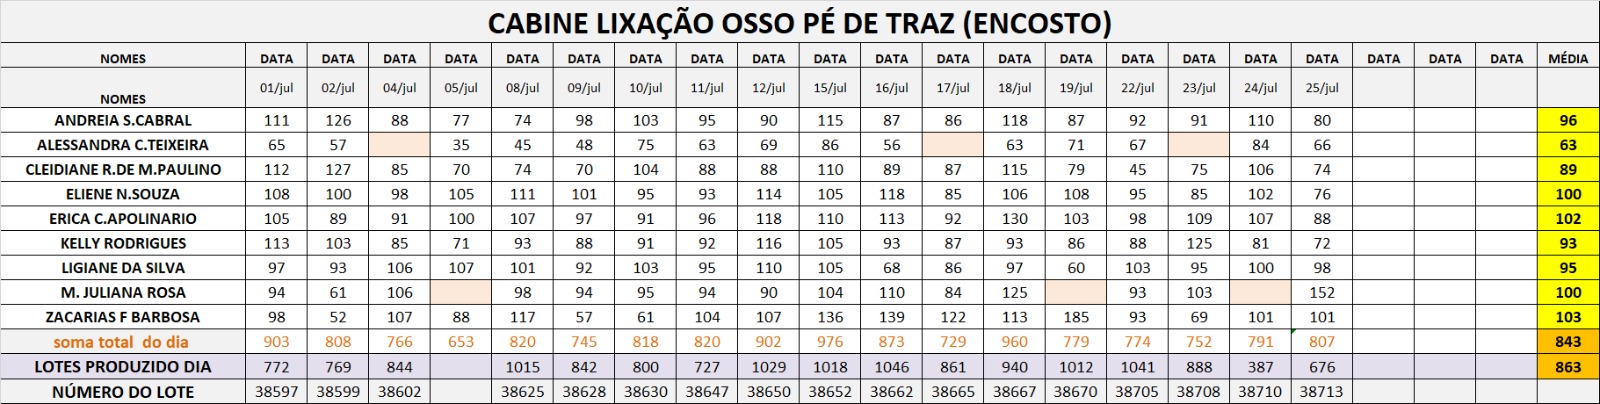 CABINE LIXAÇÃO OSSO PÉ DE TRAZ (ENCOSTO)
NOMES DATA DATA DATA DATA DATA DATA DATA DATA DATA DATA DATA DATA DATA DATA DATA DATA DATA DATA DATA DATA DATA MÉDIA
NOMES 01/jul 02/jul 04/jul 05/jul 08/jul 09/jul 10/jul 11/jul 12/jul 15/jul 16/jul 17/jul 18/jul 19/jul 22/jul 23/jul 24/jul 25/jul
ANDREIA S.CABRAL 111 126 88 77 74 98 103 95 90 115 87 86 118 87 92 91 110 80 96
ALESSANDRA C.TEIXEIRA 65 57 35 45 48 75 63 69 86 56 63 71 67 84 66 63
CLEIDIANE R.DE M.PAULINO 112 127 85 70 74 70 104 88 88 110 89 87 115 79 45 75 106 74 89
ELIENE N.SOUZA 108 100 98 105 111 101 95 93 114 105 118 85 106 108 95 85 102 76 100
ERICA C.APOLINARIO 105 89 91 100 107 97 91 96 118 110 113 92 130 103 98 109 107 88 102
KELLY RODRIGUES 113 103 85 71 93 88 91 92 116 105 93 87 93 86 88 125 81 72 93
LIGIANE DA SILVA 97 93 106 107 101 92 103 95 110 105 68 86 97 60 103 95 100 98 95
M. JULIANA ROSA 94 61 106 98 94 95 94 90 104 110 84 125 93 103 152 100
ZACARIAS F BARBOSA 98 52 107 88 117 57 61 104 107 136 139 122 113 185 93 69 101 101 103
soma total do dia 903 808 766 653 820 745 818 820 902 976 873 729 960 779 774 752 791 807 843
LOTES PRODUZIDO DIA 772 769 844 1015 842 800 727 1029 1018 1046 861 940 1012 1041 888 387 676 863
NÚMERO DO LOTE 38597 38599 38602 38625 38628 38630 38647 38650 38652 38662 38665 38667 38670 38705 38708 38710 38713